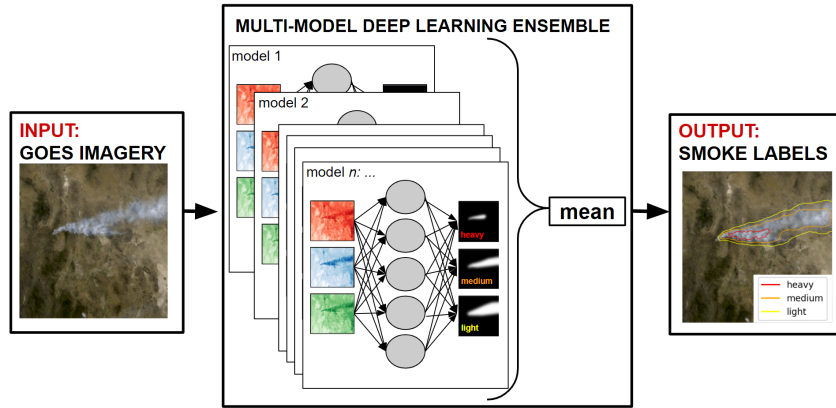 MULTI-MODEL DEEP LEARNING ENSEMBLE
model 1
model 2
model n: ...
INPUT:
GOES IMAGERY
heavy
medium
light
mean
OUTPUT:
SMOKE LABELS
heavy
medium
light